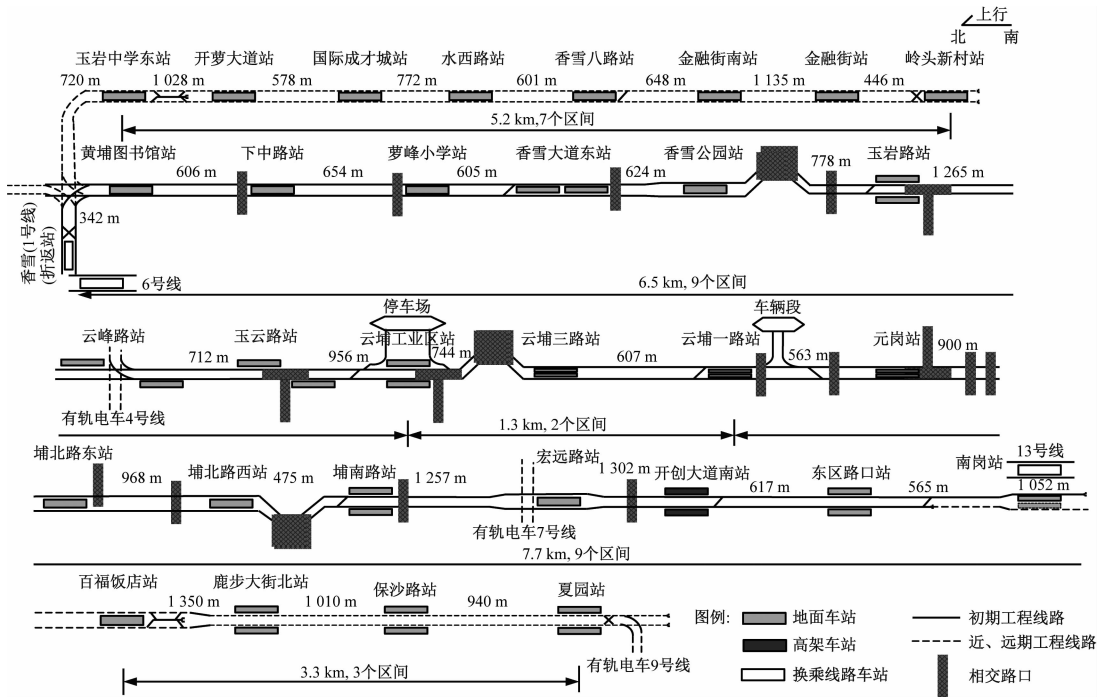 上行
北 南
玉岩中学东站 开萝大道站 国际成才城站 水西路站 香雪八路站 金融街南站 金融街站 岭头新村站
720 m 1 028 m 578 m 772 m 601 m 648 m 1 135 m 446 m
5.2 km,7个区间
黄埔图书馆站 下中路站 萝峰小学站 香雪大道东站 香雪公园站 玉岩路站
606 m 654 m 605 m 624 m 778 m 1 265 m
342 m
香雪(1号线)
(折返站)
6号线
6.5 km, 9个区间
停车场 车辆段
云峰路站 玉云路站 云埔工业区站 云埔三路站 云埔一路站 元岗站
712 m 956 m 744 m 607 m 563 m 900 m
有轨电车4号线
1.3 km, 2个区间
埔北路东站 埔北路西站 埔南路站 宏远路站 开创大道南站 东区路口站 南岗站 13号线
968 m 475 m 1 257 m 1 302 m 617 m 565 m 1 052 m
有轨电车7号线
7.7 km, 9个区间
百福饭店站 鹿步大街北站 保沙路站 夏园站
1 350 m 1 010 m 940 m
有轨电车9号线
3.3 km, 3个区间
图例:
地面车站 初期工程线路
高架车站 近、远期工程线路
换乘线路车站 相交路口